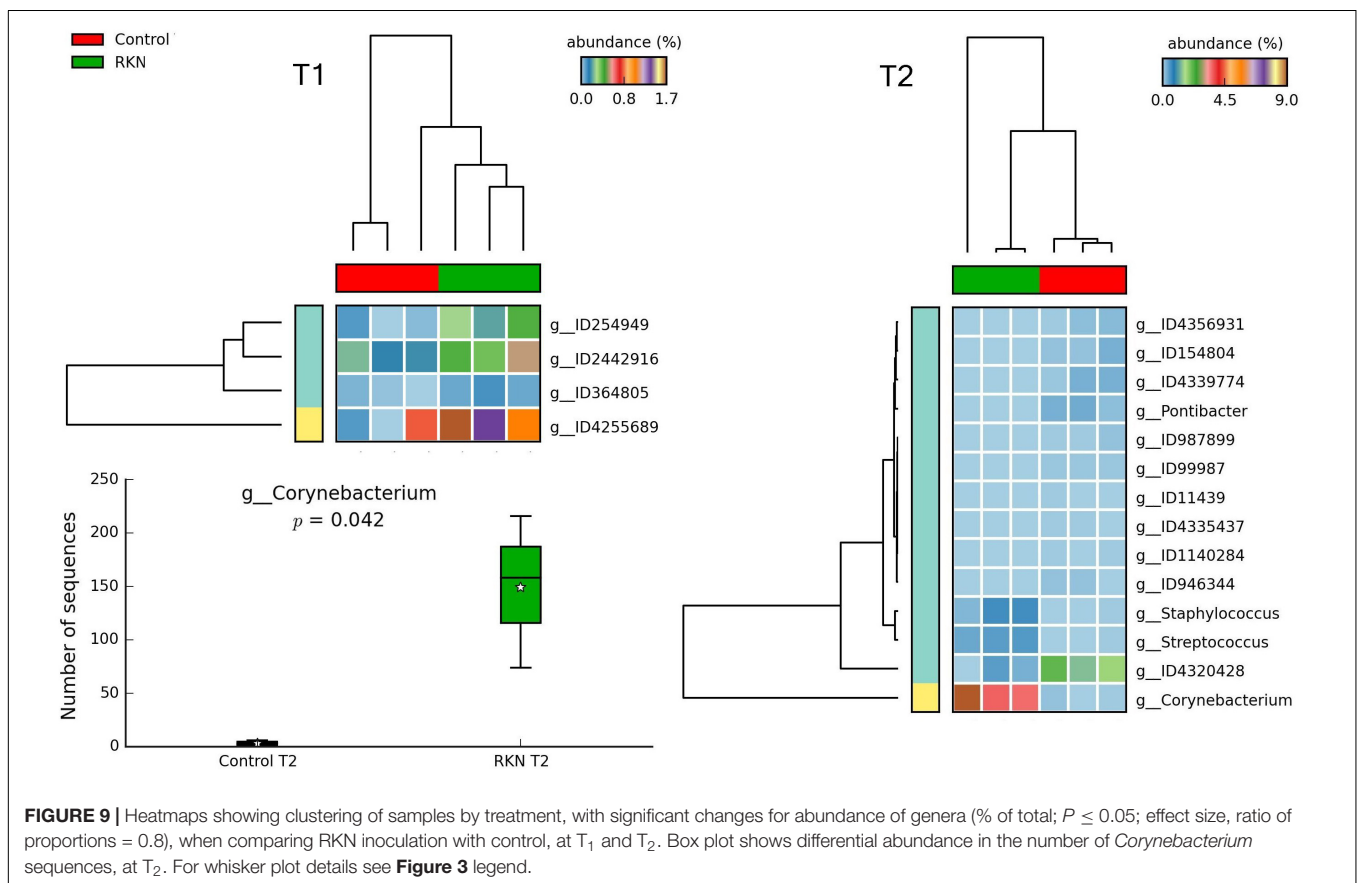 Control
RKN
T1
abundance (%)
0.0 0.8 1.7
g__ID254949
g__ID2442916
g__ID364805
g__ID4255689
T2
abundance (%)
0.0 4.5 9.0
g__ID4356931
g__ID154804
g__ID4339774
g__Pontibacter
g__ID987899
g__ID99987
g__ID11439
g__ID4335437
g__ID1140284
g__ID946344
g__Staphylococcus
g__Streptococcus
g__ID4320428
g__Corynebacterium
g__Corynebacterium
p = 0.042
Number of sequences
250
200
150
100
50
0
Control T2 RKN T2
FIGURE 9 | Heatmaps showing clustering of samples by treatment, with significant changes for abundance of genera (% of total; P ≤ 0.05; effect size, ratio of
proportions = 0.8), when comparing RKN inoculation with control, at T1 and T2. Box plot shows differential abundance in the number of Corynebacterium
sequences, at T2. For whisker plot details see Figure 3 legend.